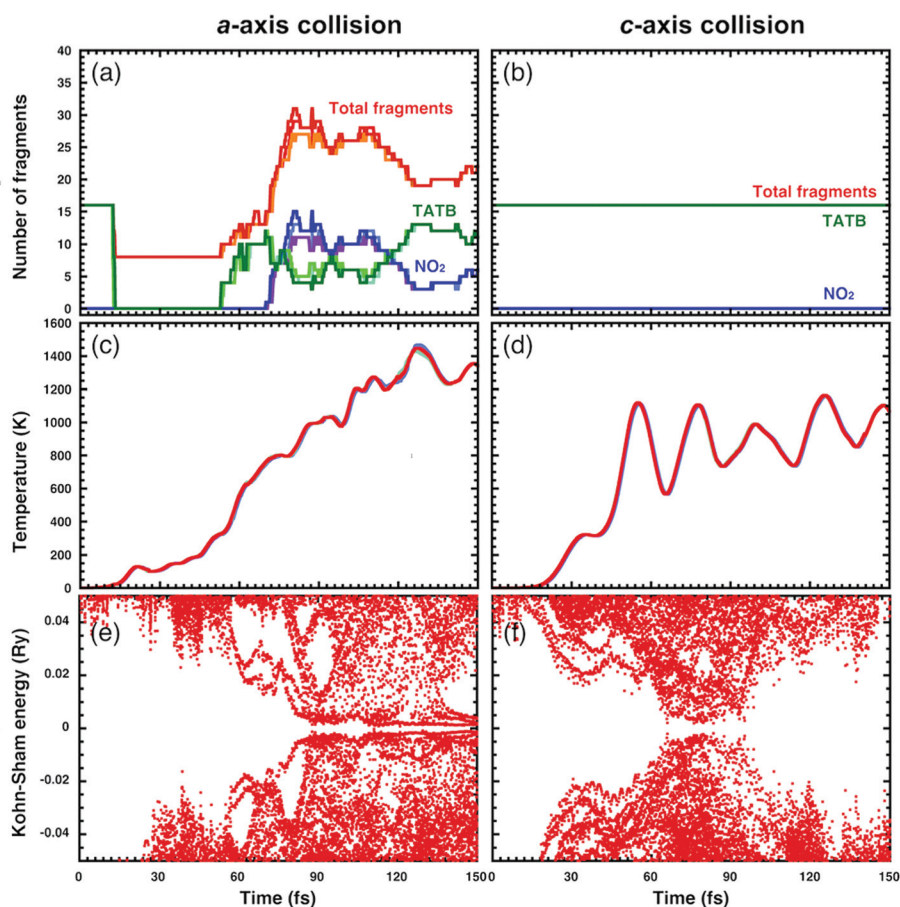 a-axis collision
c-axis collision
(a)
(b)
Number of fragments
40
35
30
25
20
15
10
5
0
Total fragments
TATB
NO₂
Total fragments
TATB
NO₂
(c)
(d)
Temperature (K)
1600
1400
1200
1000
800
600
400
200
0
(e)
(f)
Kohn-Sham energy (Ry)
0.04
0.02
0
-0.02
-0.04
0 30 60 90 120 150
30 60 90 120 150
Time (fs)
Time (fs)